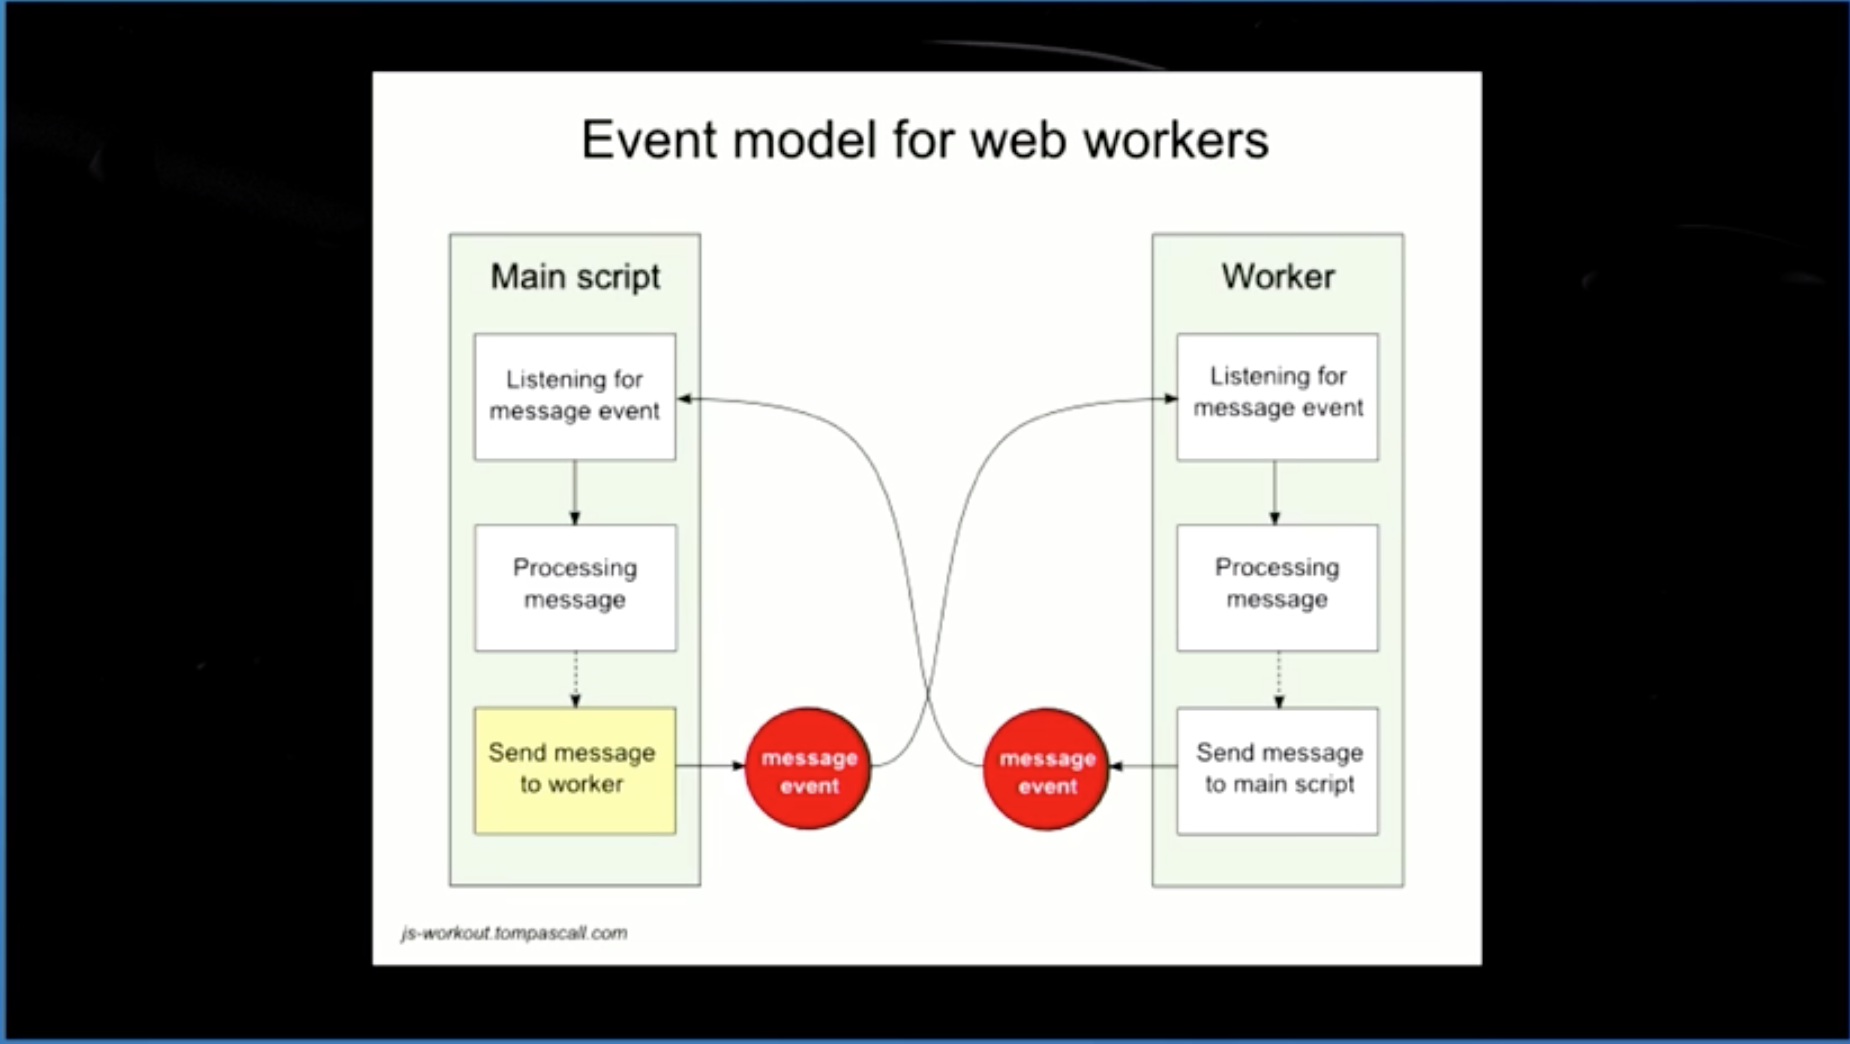 Event model for web workers
Main script
Listening for
message event
Processing
message
Send message
to worker
message
event
message
event
Worker
Listening for
message event
Processing
message
Send message
to main script
js-workout.tompascall.com